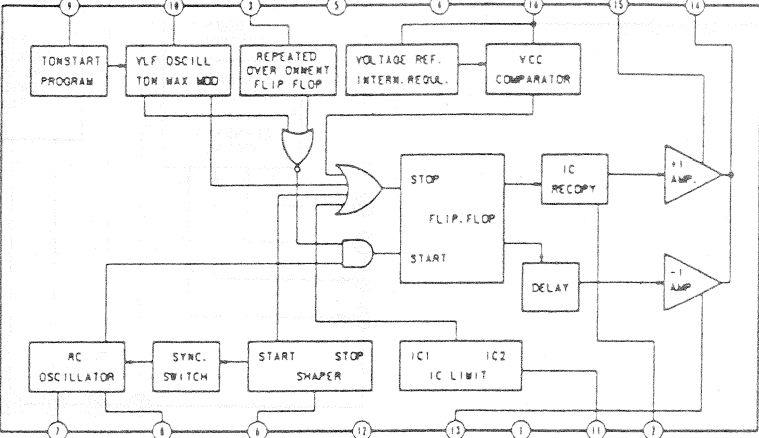 9 10 3 5 4 16 15 14
TONSTART
PROGRAM
VLF OSCILL
TON MAX MOD
REPEATED
OVER ONMENT
FLIP FLOP
VOLTAGE REF.
INTERN.REGUL.
VCC
COMPARATOR
STOP
FLIP.FLOP
START
IC
RECOPY
+1
AMP.
DELAY
-1
AMP
RC
OSCILLATOR
SYNC.
SWITCH
START STOP
SHAPER
IC1 IC2
IC LIMIT
7 8 6 12 13 1 11 2